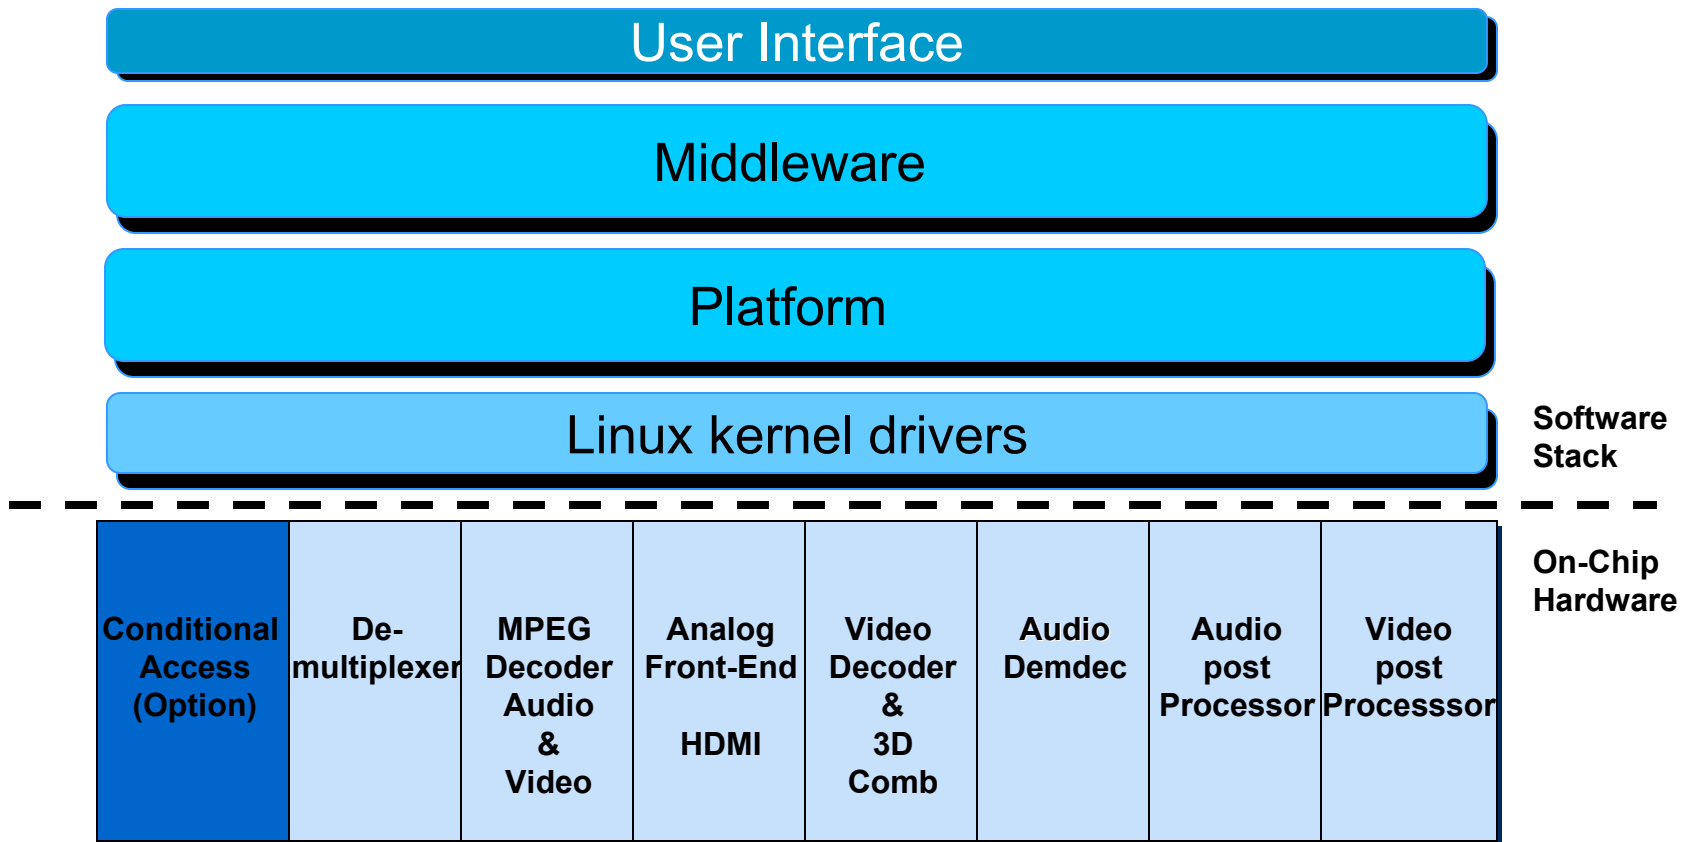 User Interface
Middleware
Platform
Linux kernel drivers
Software
Stack
On-Chip
Hardware
Conditional
Access
(Option)
De-
multiplexer
MPEG
Decoder
Audio
&
Video
Analog
Front-End
HDMI
Video
Decoder
&
3D
Comb
Audio
Demdec
Audio
post
Processor
Video
post
Processsor